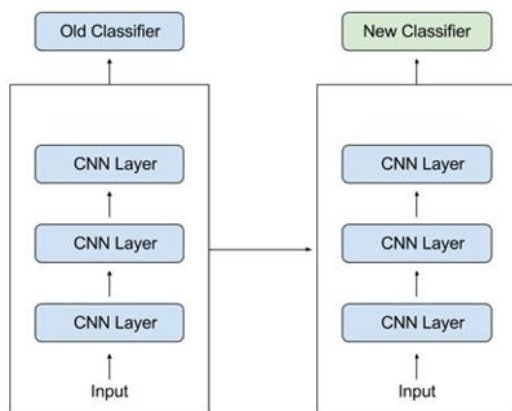 Old Classifier
CNN Layer
CNN Layer
CNN Layer
Input
New Classifier
CNN Layer
CNN Layer
CNN Layer
Input